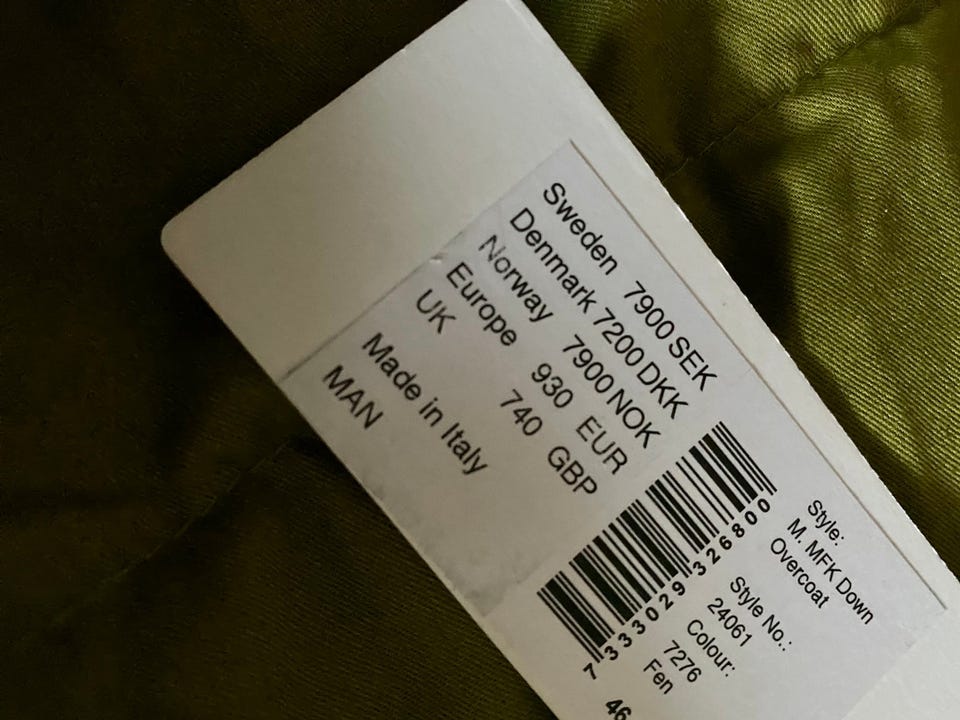 Sweden 7900 SEK
Denmark 7200 DKK
Norway 7900 NOK
Europe 930 EUR
UK 740 GBP
Made in Italy
MAN
7 333029 326800
Style:
M. MFK Down
Overcoat
Style No.:
24061
Colour:
7276
Fen
46